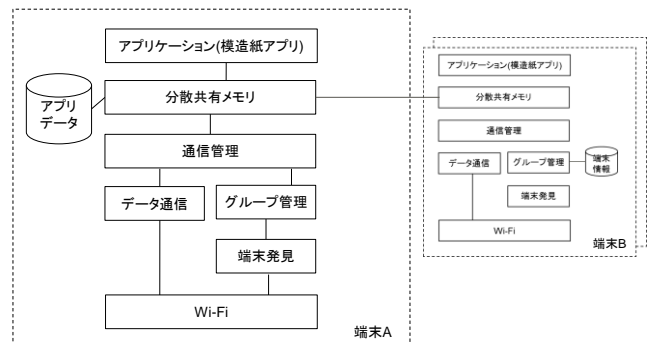 アプリケーション(模造紙アプリ)
分散共有メモリ
アプリ
データ
通信管理
データ通信
グループ管理
端末発見
Wi-Fi
端末A
アプリケーション(模造紙アプリ)
分散共有メモリ
通信管理
データ通信
グループ管理
端末
情報
端末発見
Wi-Fi
端末B